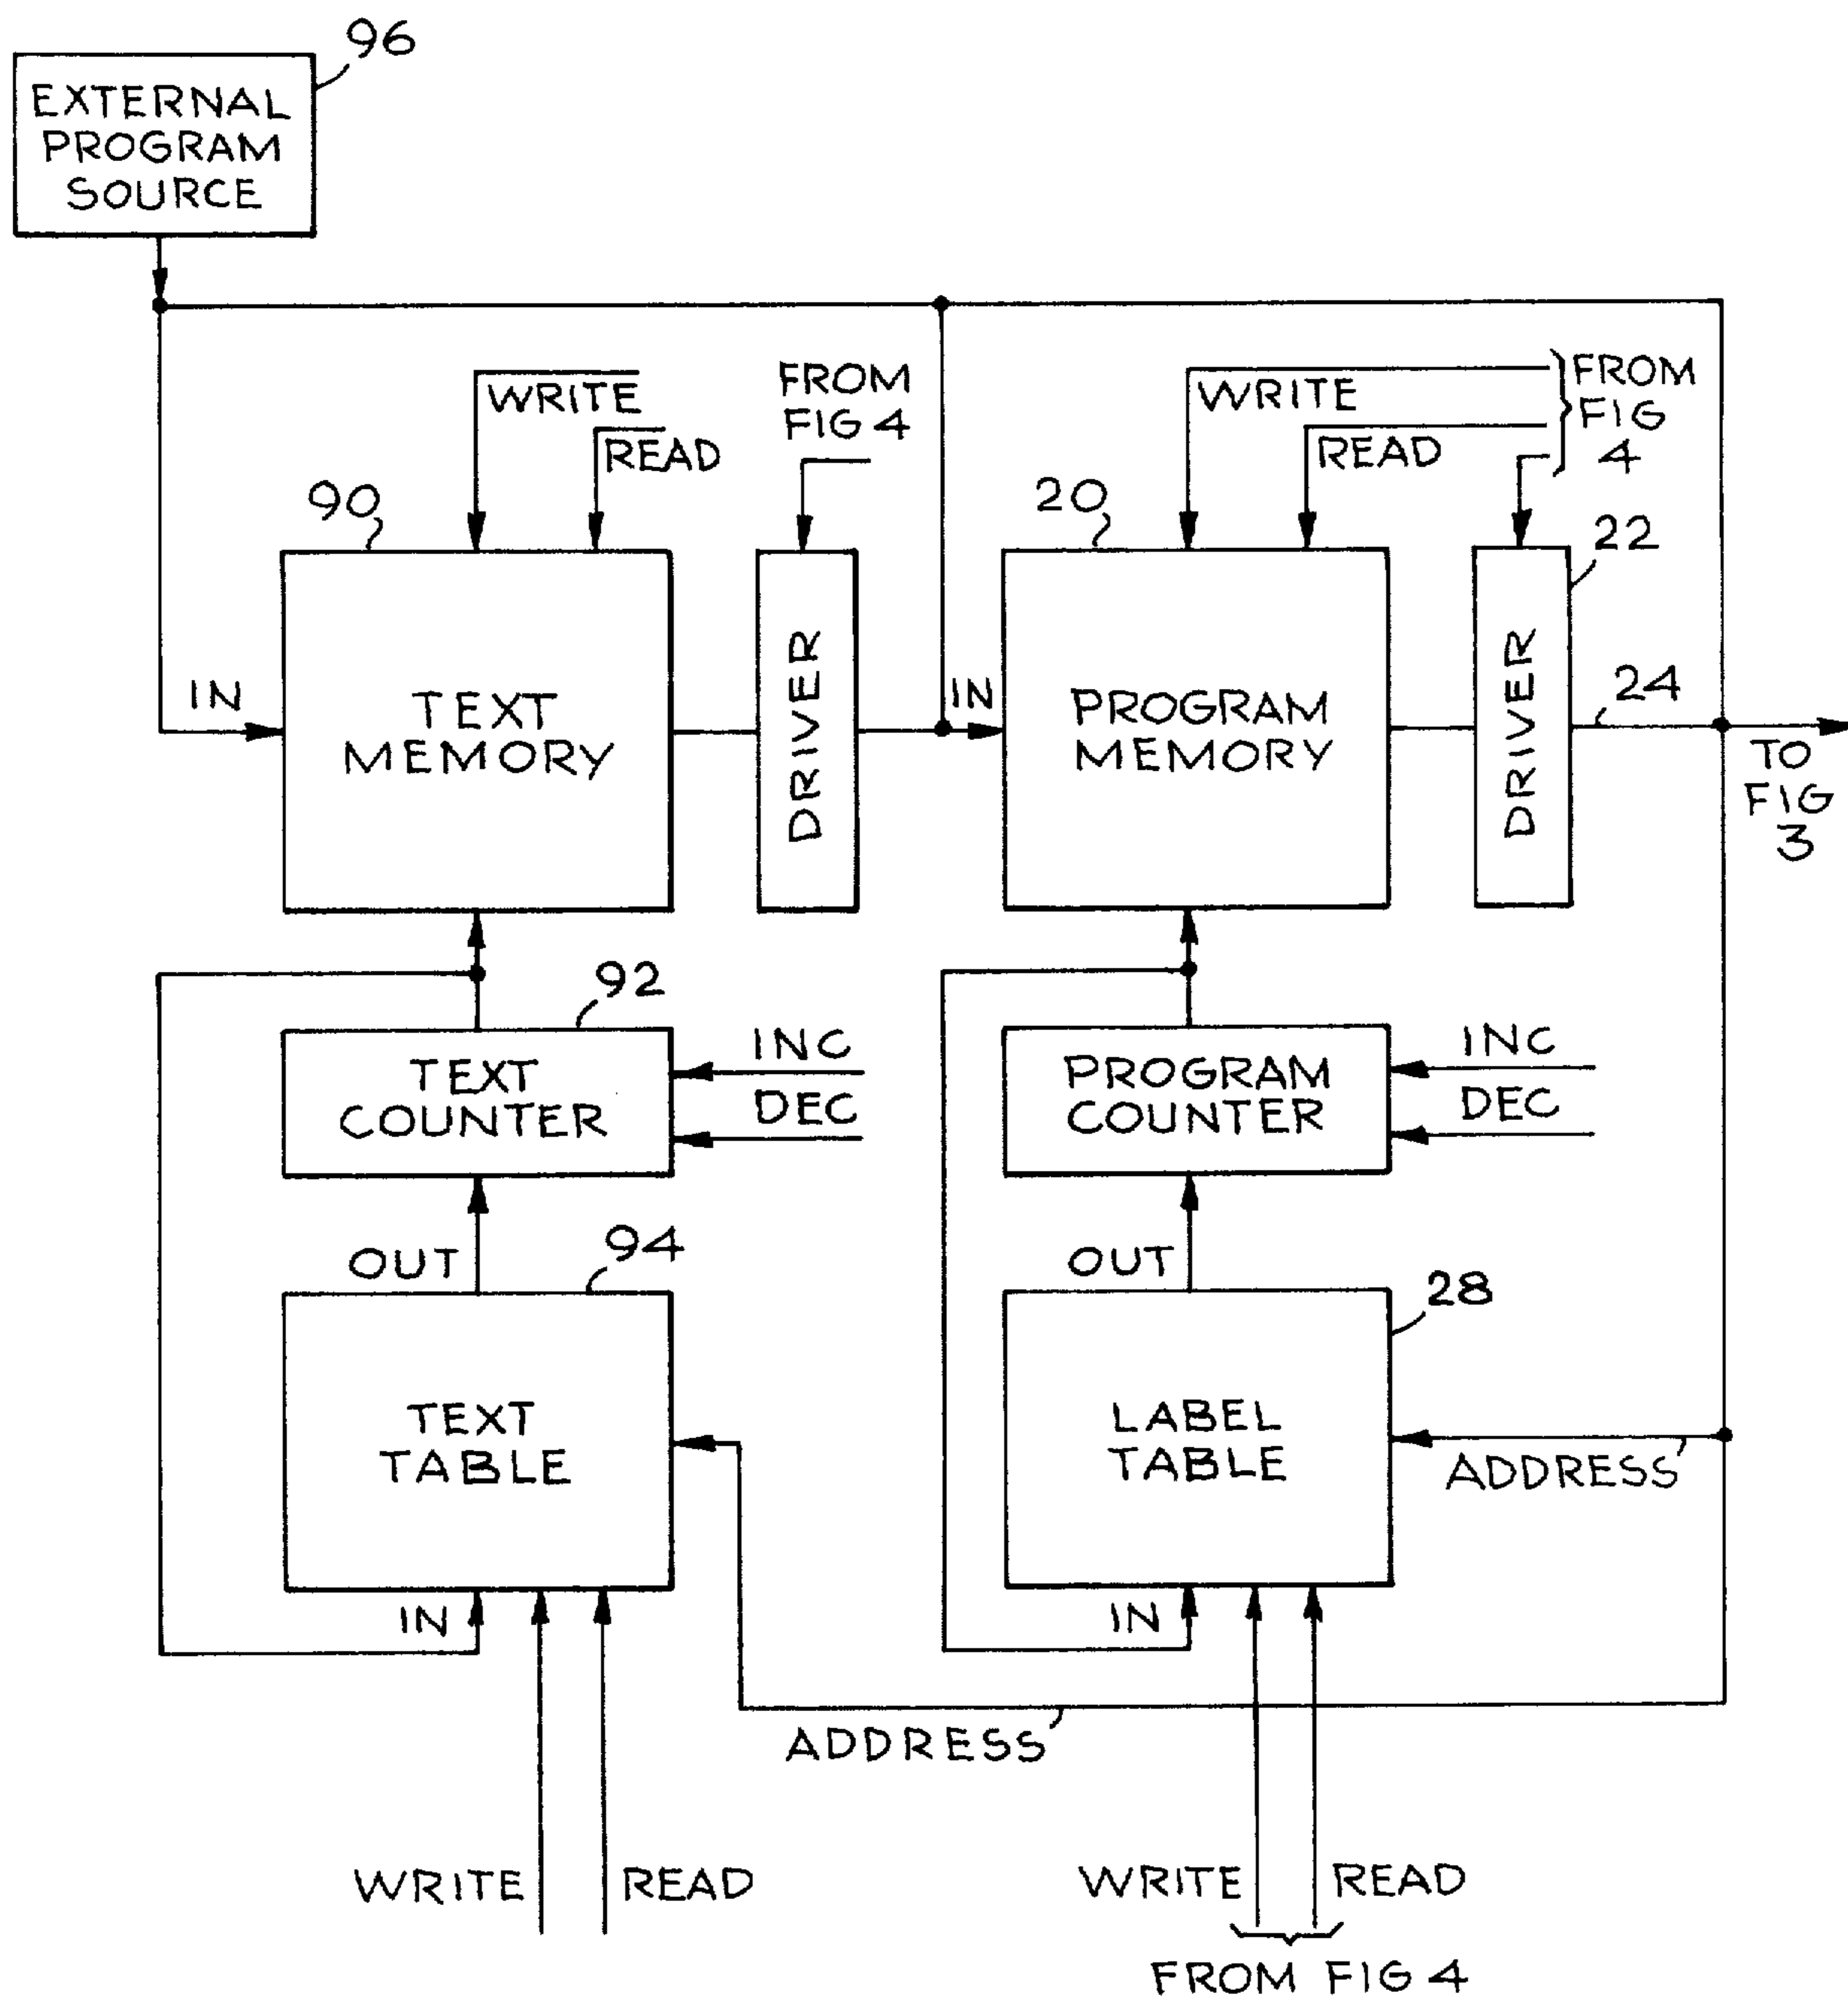 96
EXTERNAL
PROGRAM
SOURCE
WRITE
READ
FROM
FIG 4
WRITE
READ
FROM
FIG
4
90
20
22
IN
TEXT
MEMORY
DRIVER
IN
PROGRAM
MEMORY
DRIVER
24
TO
FIG
3
92
TEXT
COUNTER
INC
DEC
PROGRAM
COUNTER
INC
DEC
OUT
94
OUT
28
TEXT
TABLE
LABEL
TABLE
ADDRESS
IN
IN
ADDRESS
WRITE
READ
WRITE
READ
FROM FIG 4